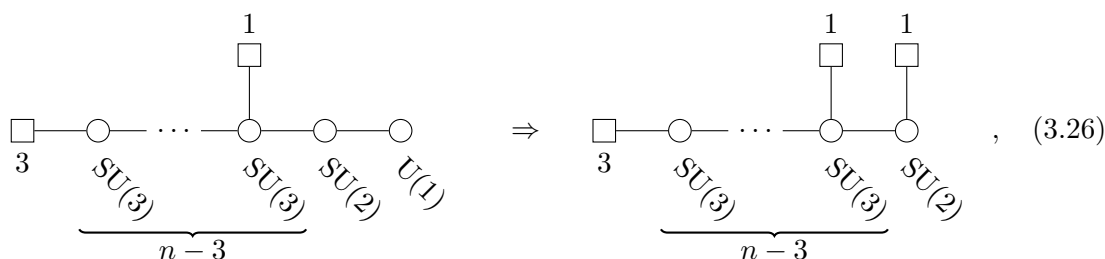 1 1 1
··· ⇒ ··· , (3.26)
3 3
SU(3) SU(3) SU(2) U(1) SU(3) SU(3) SU(2)
n − 3 n − 3